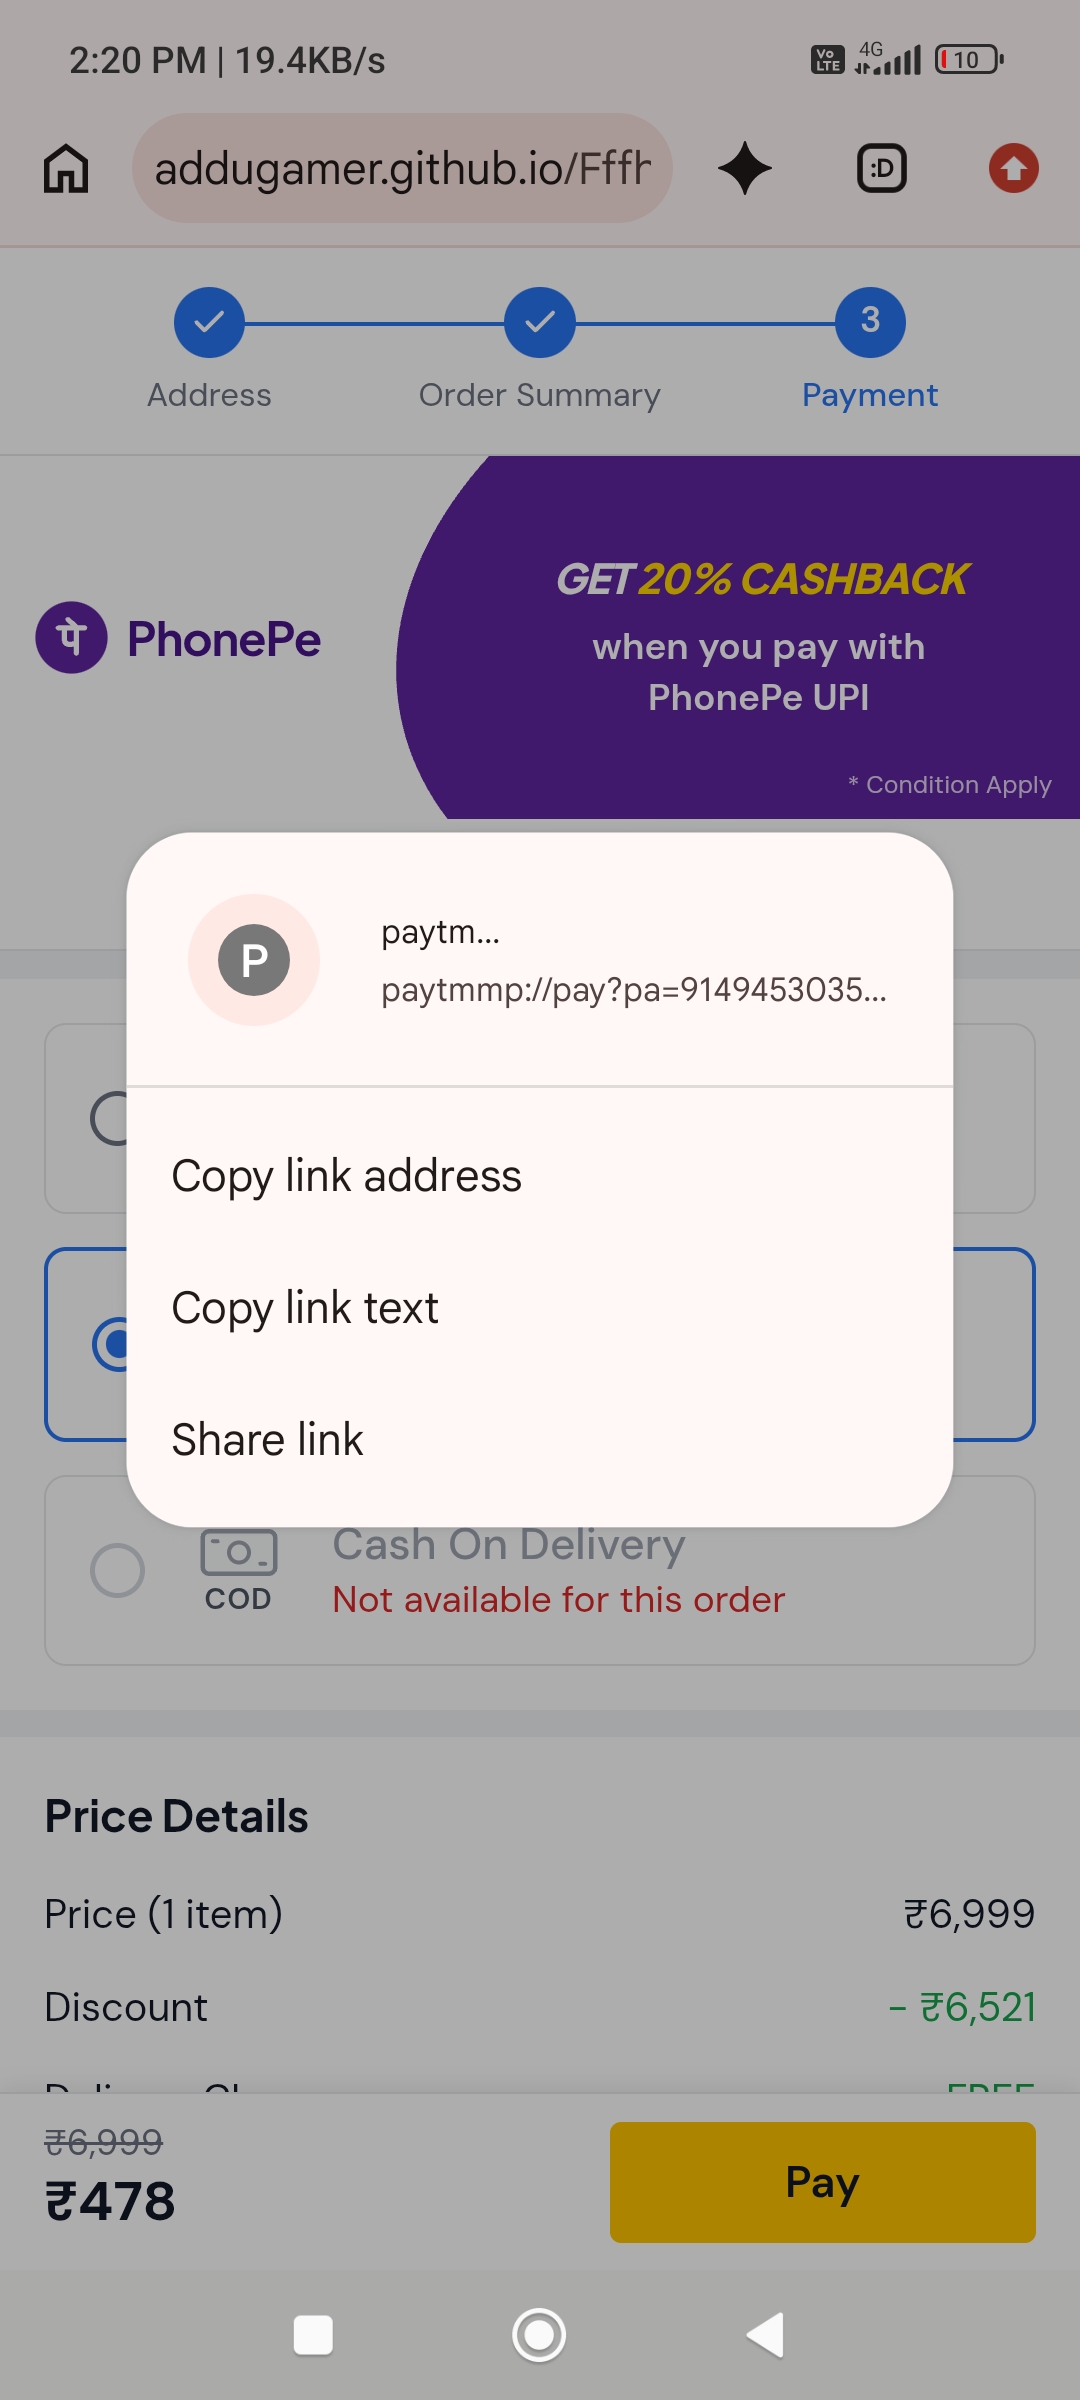 2:20 PM | 19.4KB/s
Vo LTE 4G 10
addugamer.github.io/Fffh
:D
3
Address Order Summary Payment
पे PhonePe
GET 20% CASHBACK
when you pay with
PhonePe UPI
* Condition Apply
P
paytm...
paytmmp://pay?pa=9149453035...
Copy link address
Copy link text
Share link
Cash On Delivery
COD
Not available for this order
Price Details
Price (1 item) ₹6,999
Discount - ₹6,521
FREE
₹6,999
₹478
Pay